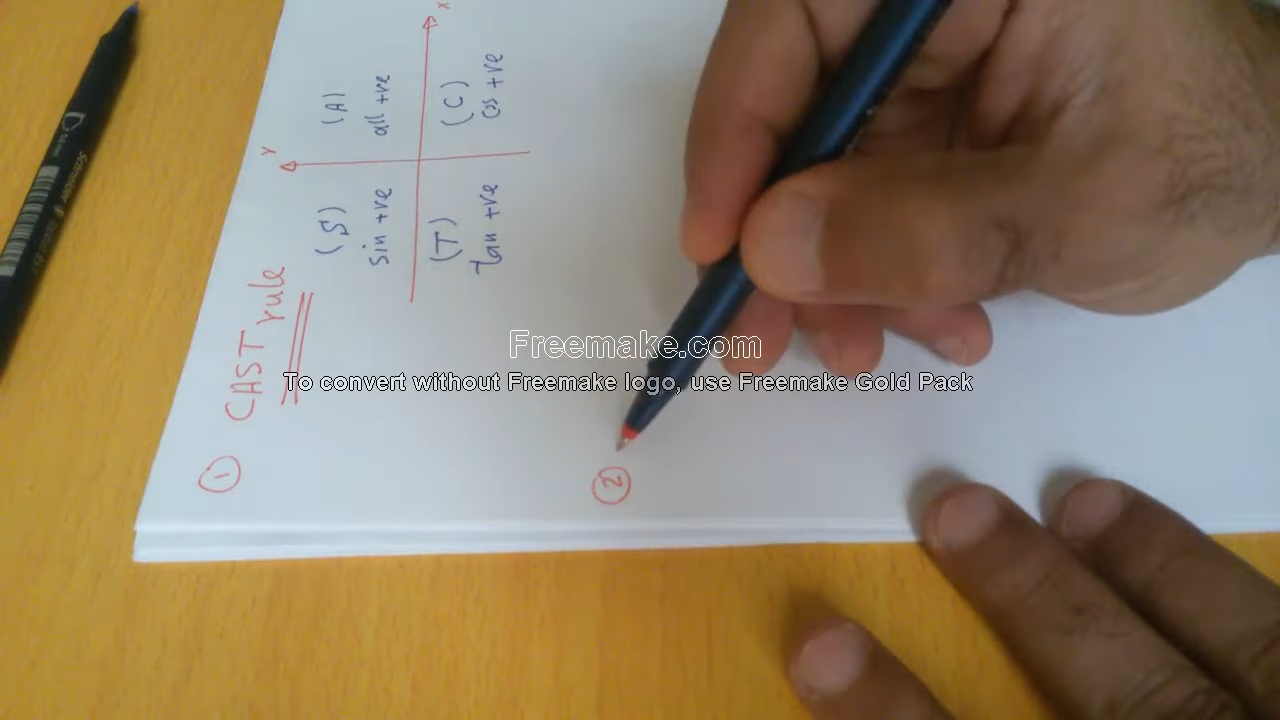 ① CAST rule
Y
(S) (A)
sin +ve all +ve
X
(T) (C)
tan +ve cos +ve
②
Freemake.com
To convert without Freemake logo, use Freemake Gold Pack
Schneider